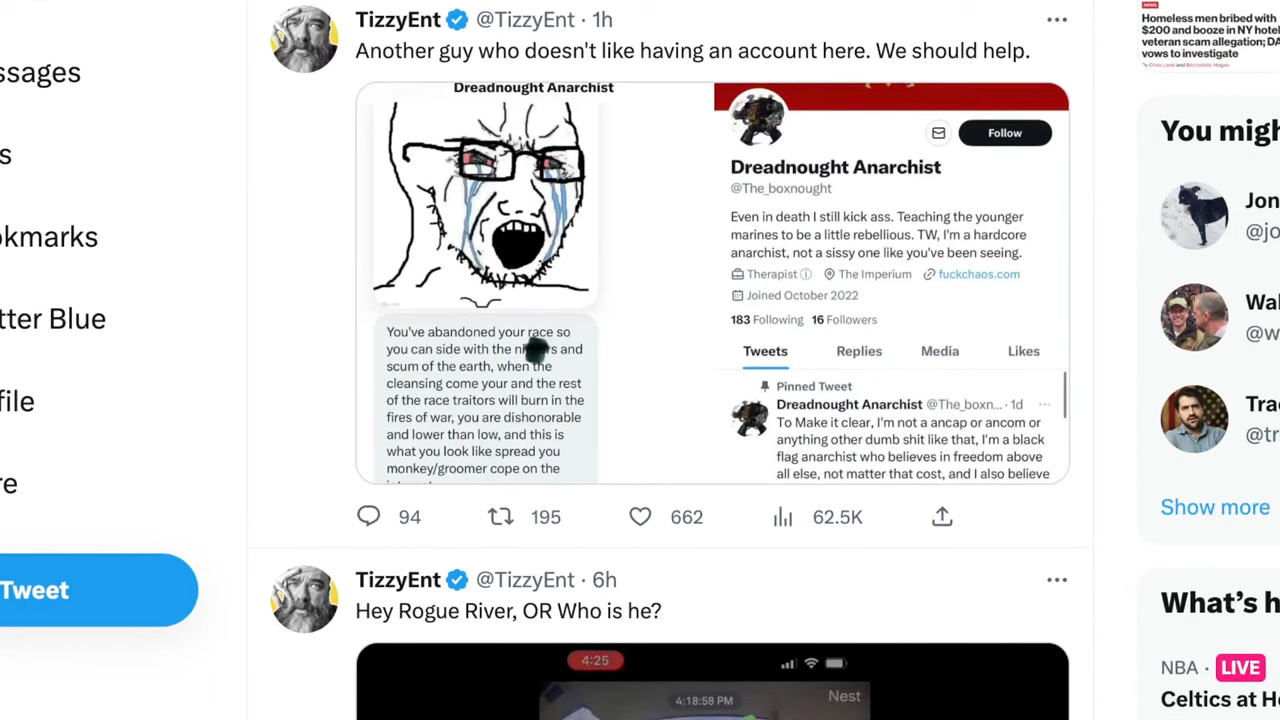 ssages
s
okmarks
tter Blue
file
re
Tweet
TizzyEnt @TizzyEnt · 1h
Another guy who doesn't like having an account here. We should help.
Dreadnought Anarchist
You've abandoned your race so
you can side with the ni rs and
scum of the earth, when the
cleansing come your and the rest
of the race traitors will burn in the
fires of war, you are dishonorable
and lower than low, and this is
what you look like spread you
monkey/groomer cope on the
Follow
Dreadnought Anarchist
@The_boxnought
Even in death I still kick ass. Teaching the younger
marines to be a little rebellious. TW, I'm a hardcore
anarchist, not a sissy one like you've been seeing.
Therapist The Imperium fuckchaos.com
Joined October 2022
183 Following 16 Followers
Tweets Replies Media Likes
Pinned Tweet
Dreadnought Anarchist @The_boxn... · 1d
To Make it clear, I'm not a ancap or ancom or
anything other dumb shit like that, I'm a black
flag anarchist who believes in freedom above
all else, not matter that cost, and I also believe
94 195 662 62.5K
TizzyEnt @TizzyEnt · 6h
Hey Rogue River, OR Who is he?
4:25
4:18:58 PM
Nest
NEWS
Homeless men bribed with
$200 and booze in NY hotel
veteran scam allegation; DA
vows to investigate
You migh
Jon
@jo
Wal
@w
Trac
@tr
Show more
What's h
NBA · LIVE
Celtics at He